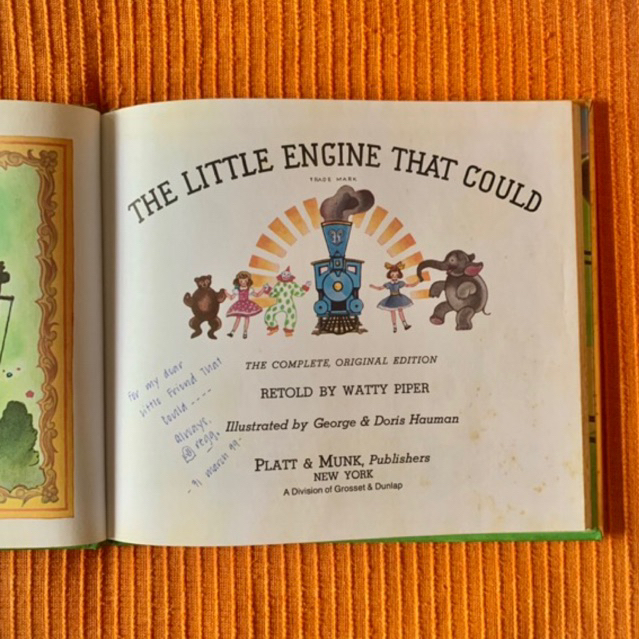 THE LITTLE ENGINE THAT COULD
TRADE MARK
THE COMPLETE, ORIGINAL EDITION
RETOLD BY WATTY PIPER
Illustrated by George & Doris Hauman
PLATT & MUNK, Publishers
NEW YORK
A Division of Grosset & Dunlap
For my dear
Little Friend That
Could ----
Always,
march 99-